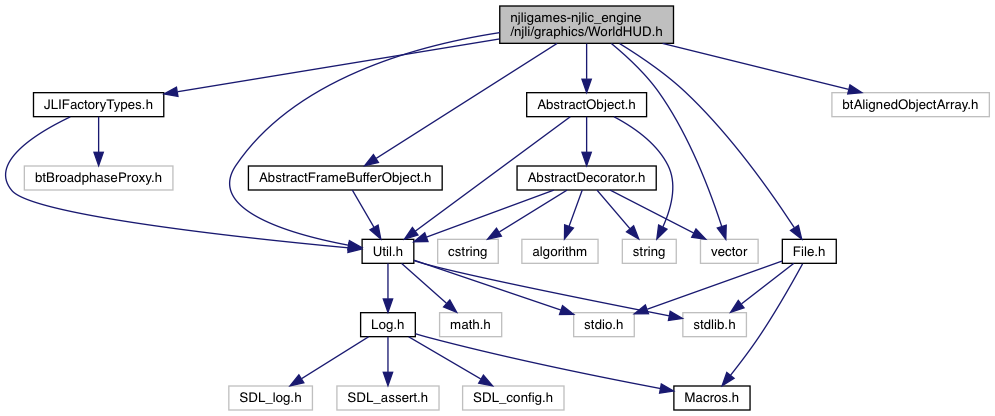 njligames-njlic_engine
/njli/graphics/WorldHUD.h
JLIFactoryTypes.h
AbstractObject.h
btAlignedObjectArray.h
btBroadphaseProxy.h
AbstractFrameBufferObject.h
AbstractDecorator.h
Util.h
cstring
algorithm
string
vector
File.h
Log.h
math.h
stdio.h
stdlib.h
SDL_log.h
SDL_assert.h
SDL_config.h
Macros.h